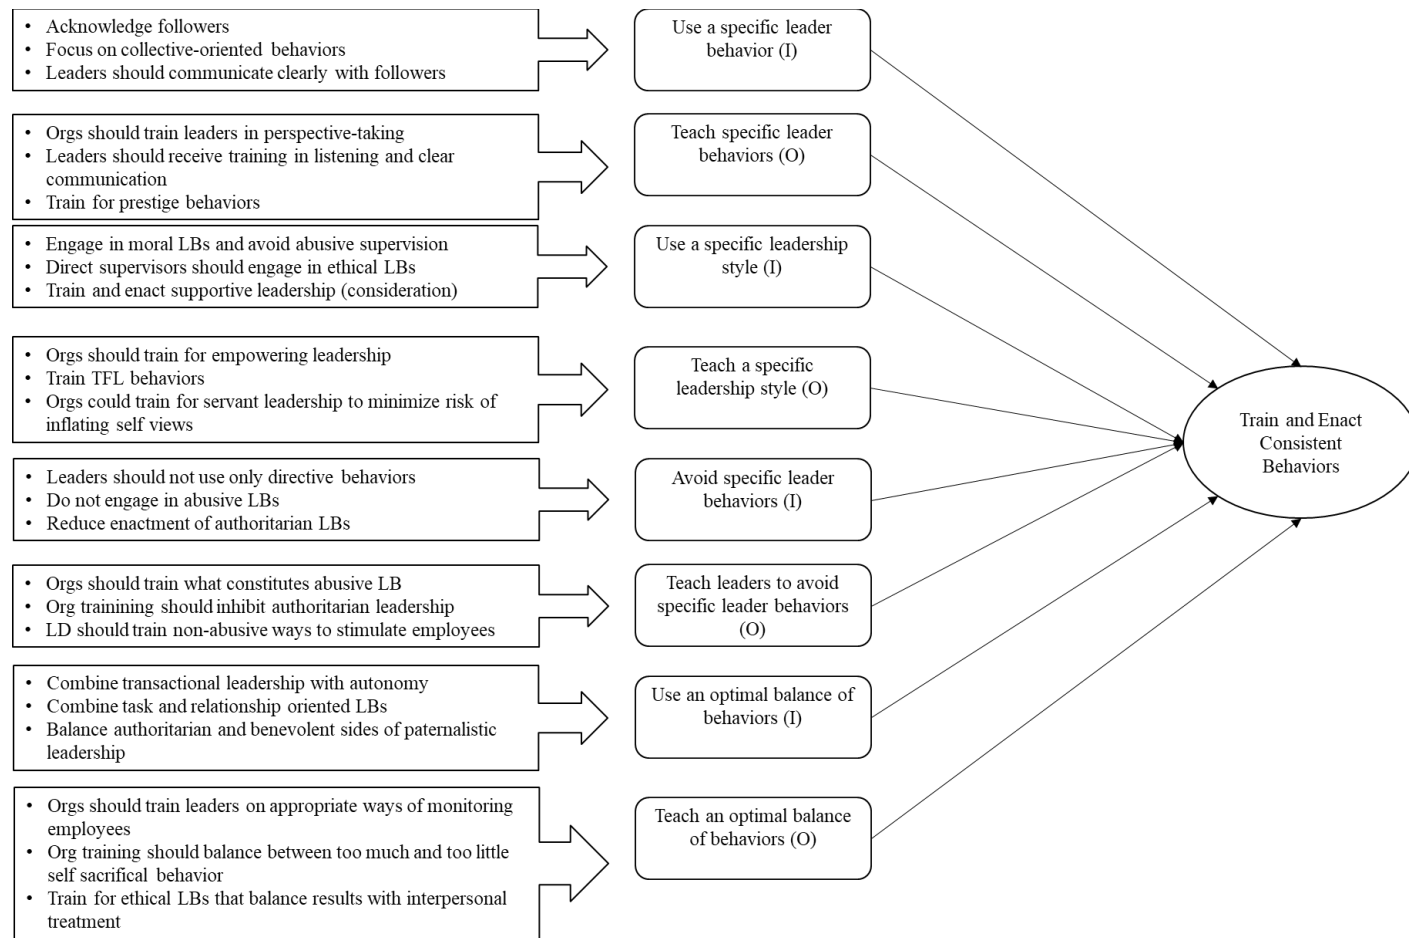 • Acknowledge followers
• Focus on collective-oriented behaviors
• Leaders should communicate clearly with followers
Use a specific leader
behavior (I)
• Orgs should train leaders in perspective-taking
• Leaders should receive training in listening and clear
communication
• Train for prestige behaviors
Teach specific leader
behaviors (O)
• Engage in moral LBs and avoid abusive supervision
• Direct supervisors should engage in ethical LBs
• Train and enact supportive leadership (consideration)
Use a specific leadership
style (I)
• Orgs should train for empowering leadership
• Train TFL behaviors
• Orgs could train for servant leadership to minimize risk of
inflating self views
Teach a specific
leadership style (O)
• Leaders should not use only directive behaviors
• Do not engage in abusive LBs
• Reduce enactment of authoritarian LBs
Avoid specific leader
behaviors (I)
• Orgs should train what constitutes abusive LB
• Org trainining should inhibit authoritarian leadership
• LD should train non-abusive ways to stimulate employees
Teach leaders to avoid
specific leader behaviors
(O)
• Combine transactional leadership with autonomy
• Combine task and relationship oriented LBs
• Balance authoritarian and benevolent sides of paternalistic
leadership
Use an optimal balance of
behaviors (I)
• Orgs should train leaders on appropriate ways of monitoring
employees
• Org training should balance between too much and too little
self sacrifical behavior
• Train for ethical LBs that balance results with interpersonal
treatment
Teach an optimal balance
of behaviors (O)
Train and Enact
Consistent
Behaviors